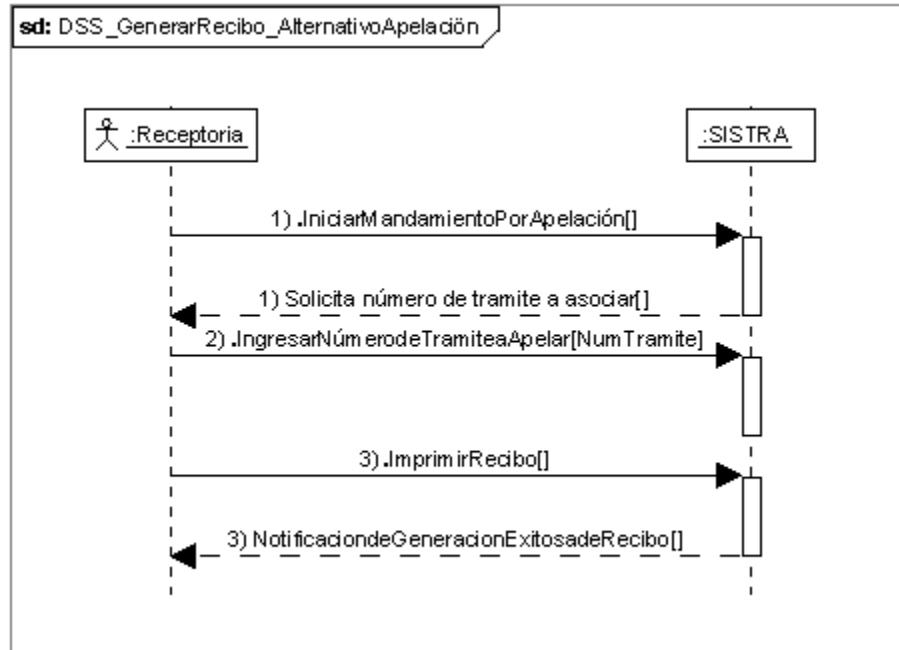 sd: DSS_GenerarRecibo_AlternativoApelación
:Receptoria
:SISTRA
1) .IniciarMandamientoPorApelación[]
1) Solicita número de tramite a asociar[]
2) .IngresarNúmerodeTramiteaApelar[NumTramite]
3) .ImprimirRecibo[]
3) NotificaciondeGeneracionExitosadeRecibo[]